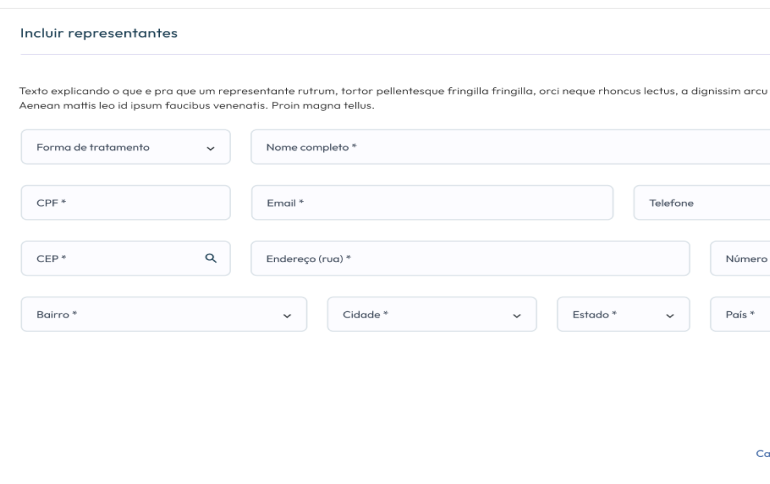 Incluir representantes
Texto explicando o que e pra que um representante rutrum, tortor pellentesque fringilla fringilla, orci neque rhoncus lectus, a dignissim arcu
Aenean mattis leo id ipsum faucibus venenatis. Proin magna tellus.
Forma de tratamento
Nome completo *
CPF *
Email *
Telefone
CEP *
Endereço (rua) *
Número
Bairro *
Cidade *
Estado *
País *
Ca